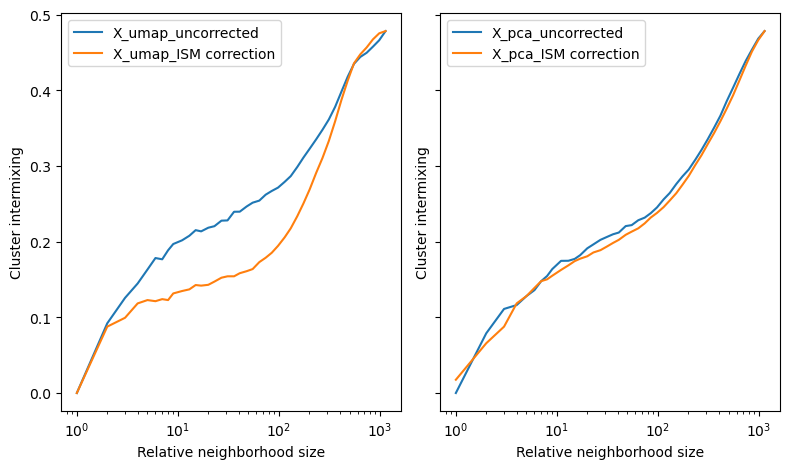 X_umap_uncorrected
X_umap_ISM correction
0.5
0.4
0.3
0.2
0.1
0.0
Cluster intermixing
10⁰
10¹
10²
10³
Relative neighborhood size
X_pca_uncorrected
X_pca_ISM correction
Cluster intermixing
10⁰
10¹
10²
10³
Relative neighborhood size